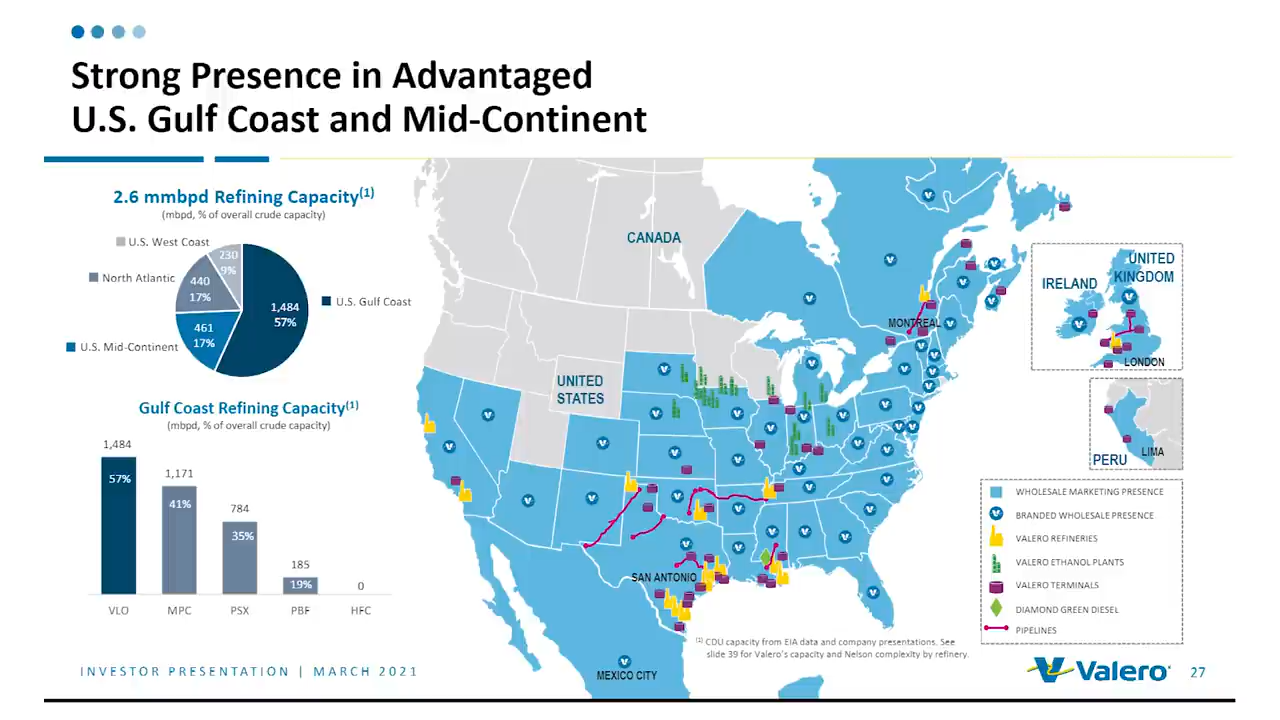 Strong Presence in Advantaged
U.S. Gulf Coast and Mid-Continent
2.6 mmbpd Refining Capacity(1)
(mbpd, % of overall crude capacity)
U.S. West Coast
230
9%
North Atlantic
440
17%
1,484
57%
U.S. Gulf Coast
461
17%
U.S. Mid-Continent
Gulf Coast Refining Capacity(1)
(mbpd, % of overall crude capacity)
1,484
57%
1,171
41%
784
35%
185
19%
0
VLO
MPC
PSX
PBF
HFC
CANADA
MONTREAL
UNITED
STATES
SAN ANTONIO
MEXICO CITY
IRELAND
UNITED
KINGDOM
LONDON
PERU
LIMA
WHOLESALE MARKETING PRESENCE
BRANDED WHOLESALE PRESENCE
VALERO REFINERIES
VALERO ETHANOL PLANTS
VALERO TERMINALS
DIAMOND GREEN DIESEL
PIPELINES
(1) CDU capacity from EIA data and company presentations. See
slide 39 for Valero's capacity and Nelson complexity by refinery.
INVESTOR PRESENTATION | MARCH 2021
Valero
27